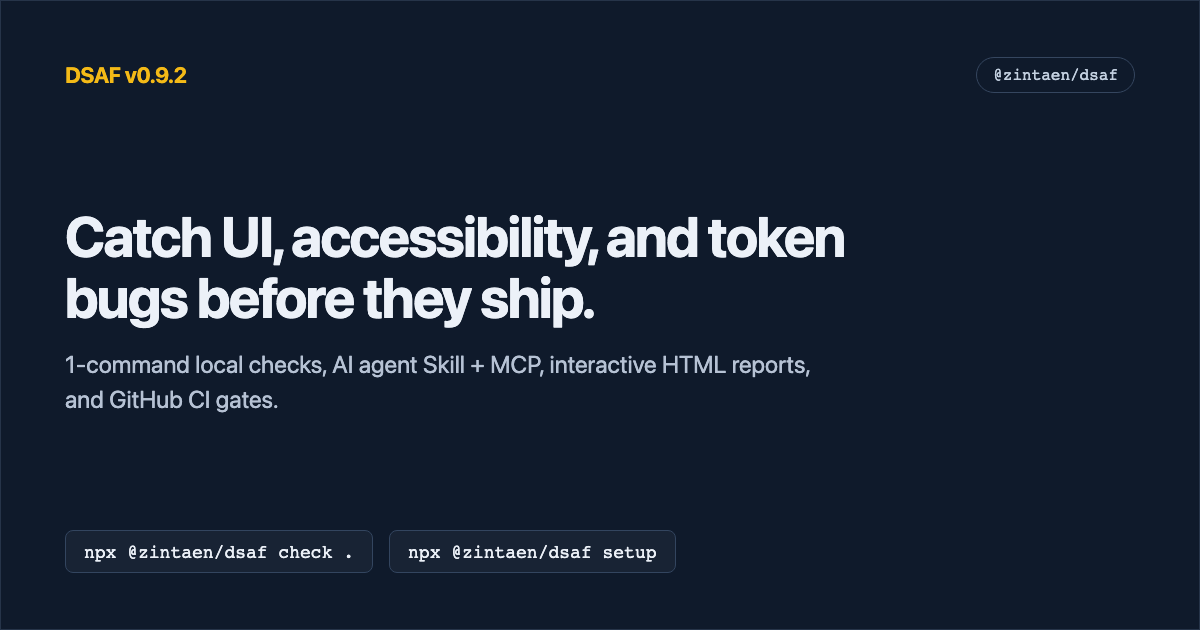 DSAF v0.9.2
@zintaen/dsaf
Catch UI, accessibility, and token
bugs before they ship.
1-command local checks, AI agent Skill + MCP, interactive HTML reports,
and GitHub CI gates.
npx @zintaen/dsaf check .
npx @zintaen/dsaf setup